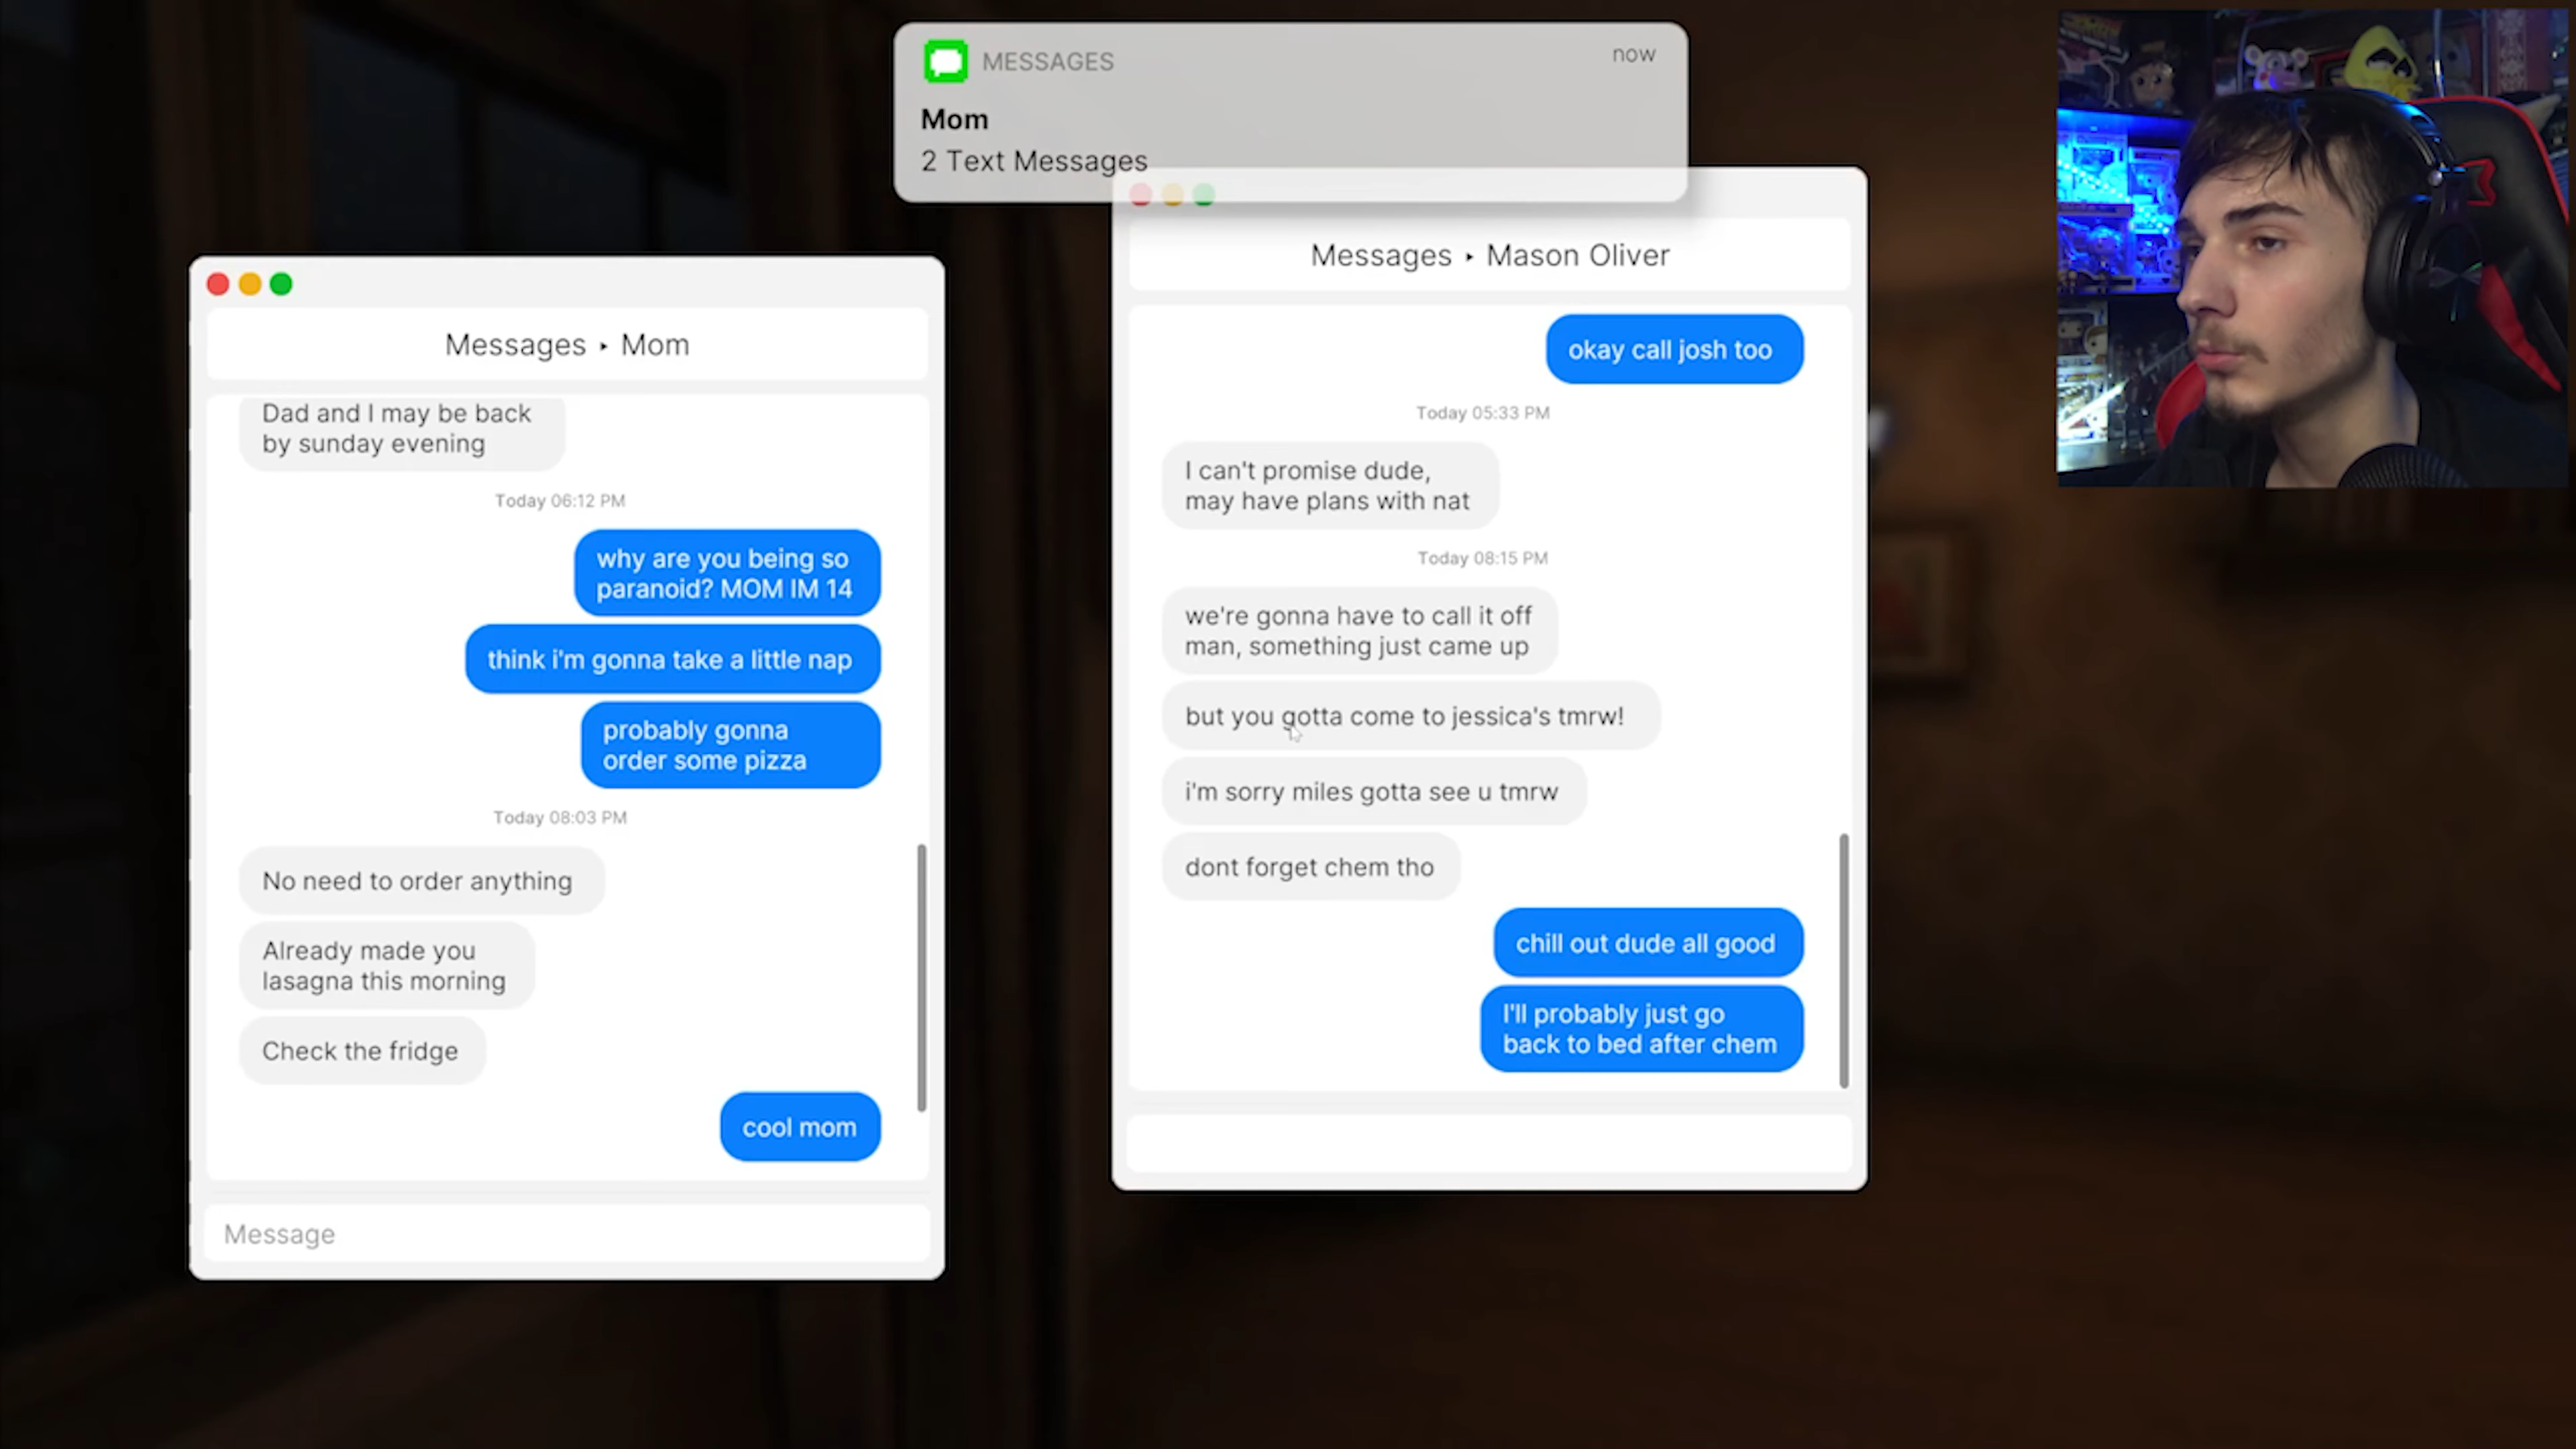 MESSAGES
now
Mom
2 Text Messages
Messages ‣ Mom
Dad and I may be back
by sunday evening
Today 06:12 PM
why are you being so
paranoid? MOM IM 14
think i'm gonna take a little nap
probably gonna
order some pizza
Today 08:03 PM
No need to order anything
Already made you
lasagna this morning
Check the fridge
cool mom
Message
Messages ‣ Mason Oliver
okay call josh too
Today 05:33 PM
I can't promise dude,
may have plans with nat
Today 08:15 PM
we're gonna have to call it off
man, something just came up
but you gotta come to jessica's tmrw!
i'm sorry miles gotta see u tmrw
dont forget chem tho
chill out dude all good
I'll probably just go
back to bed after chem